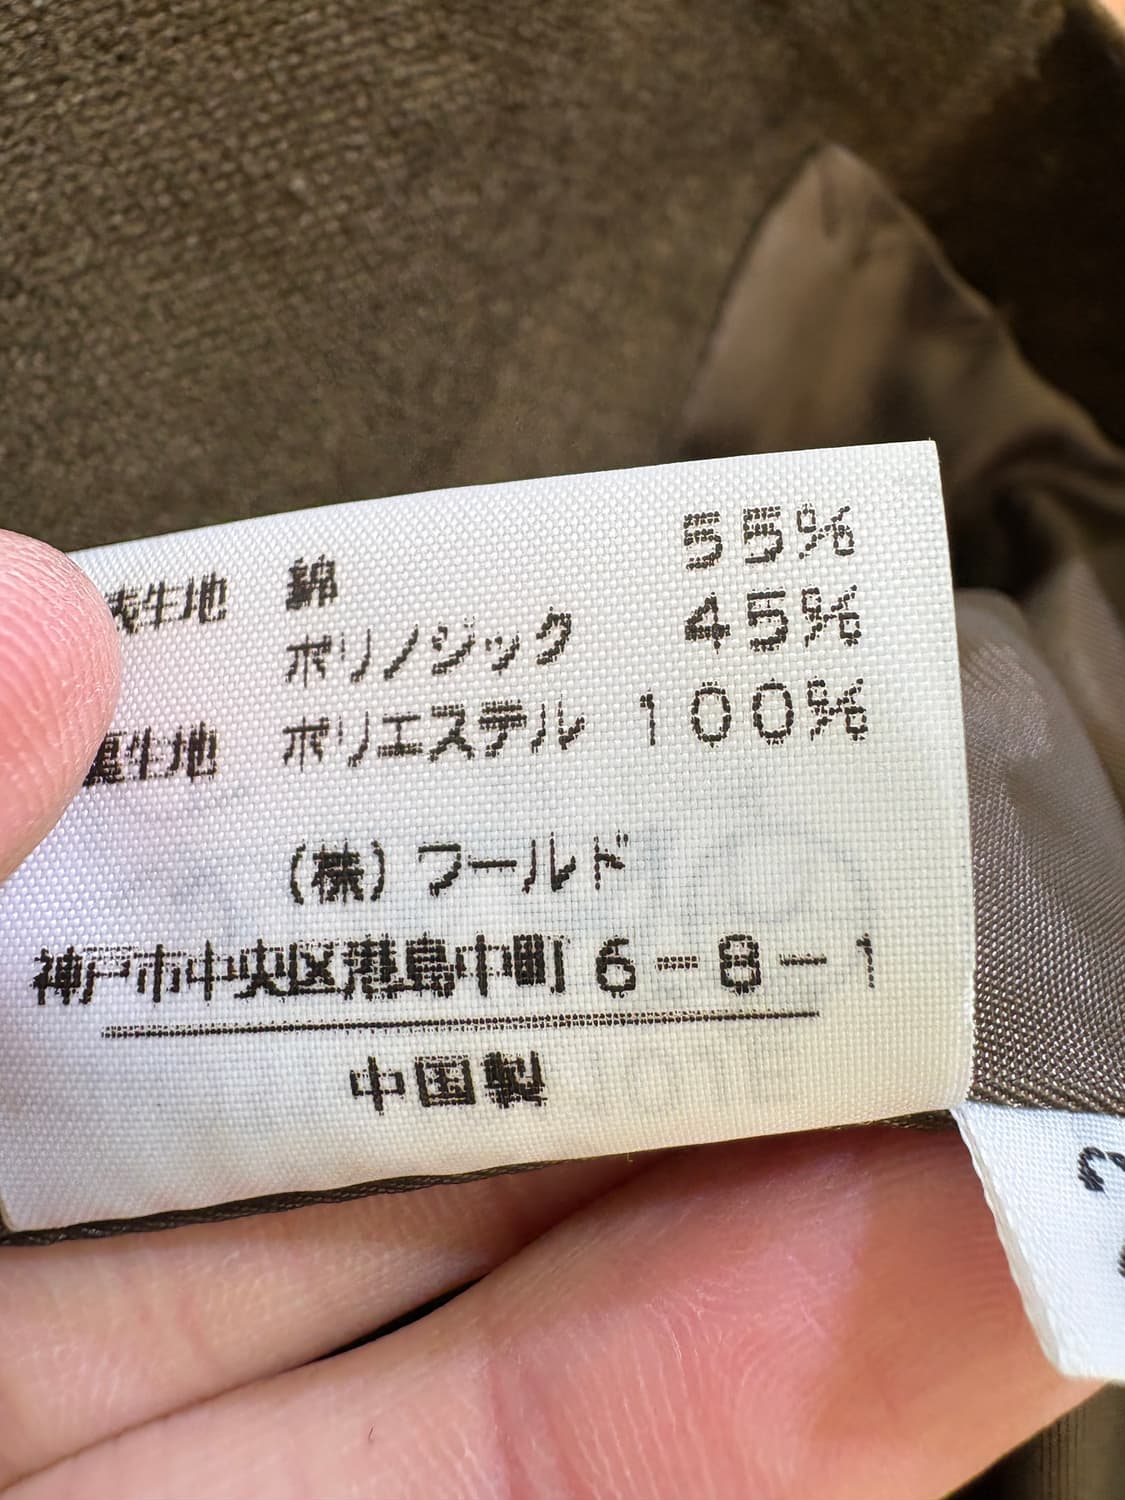 表生地 綿 55%
ポリノジック 45%
裏生地 ポリエステル 100%
(株)ワールド
神戸市中央区港島中町6-8-1
中国製